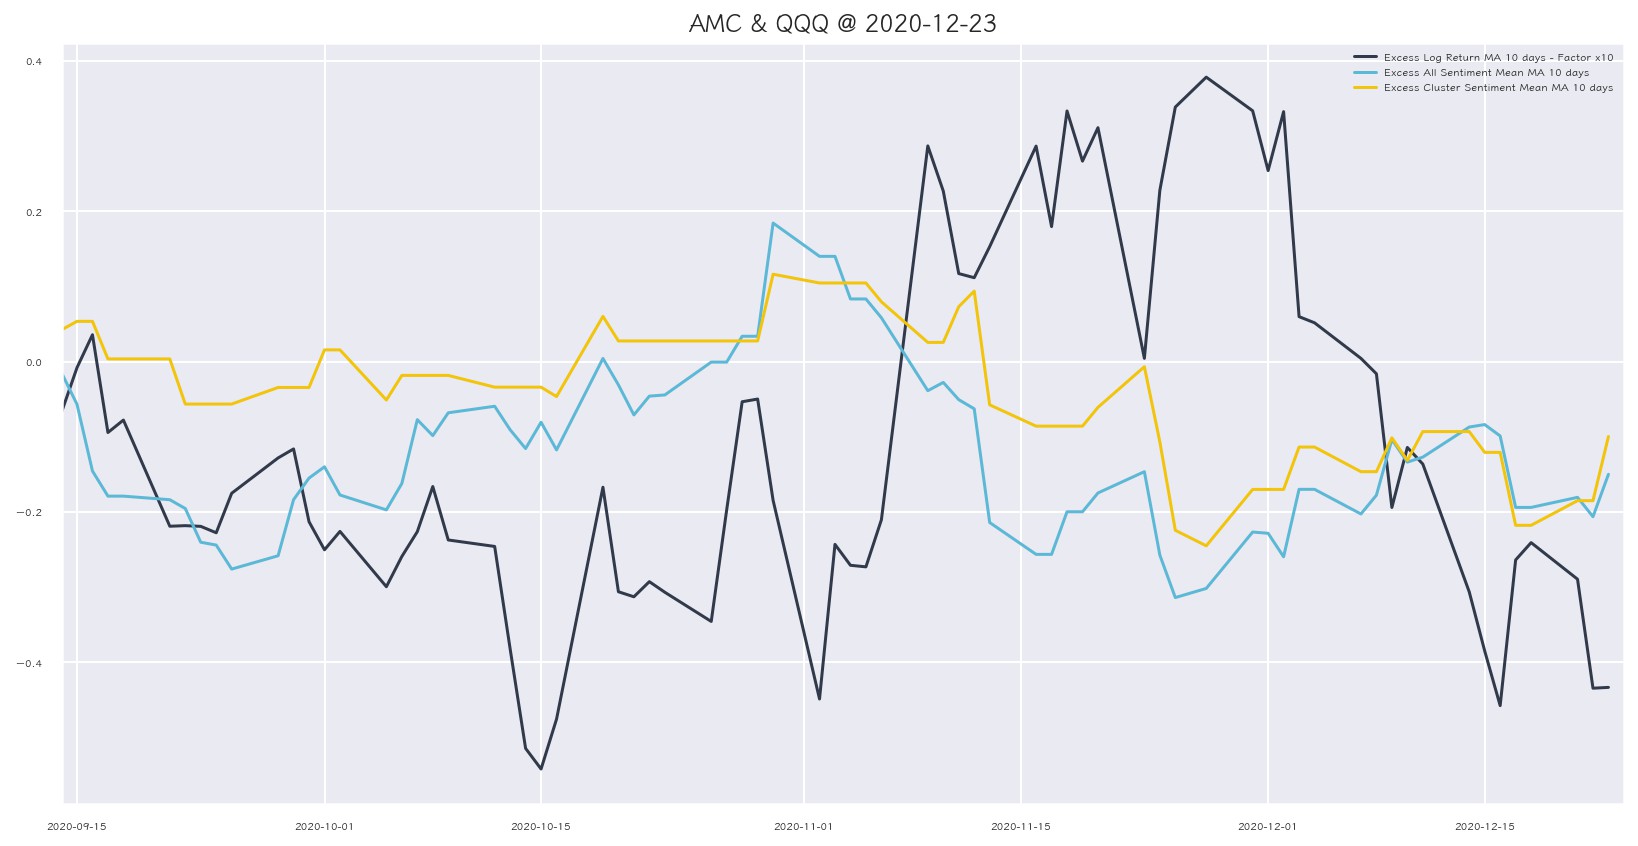 AMC & QQQ @ 2020-12-23
Excess Log Return MA 10 days - Factor x10
Excess All Sentiment Mean MA 10 days
Excess Cluster Sentiment Mean MA 10 days
0.4
0.2
0.0
−0.2
−0.4
2020-09-15 2020-10-01 2020-10-15 2020-11-01 2020-11-15 2020-12-01 2020-12-15